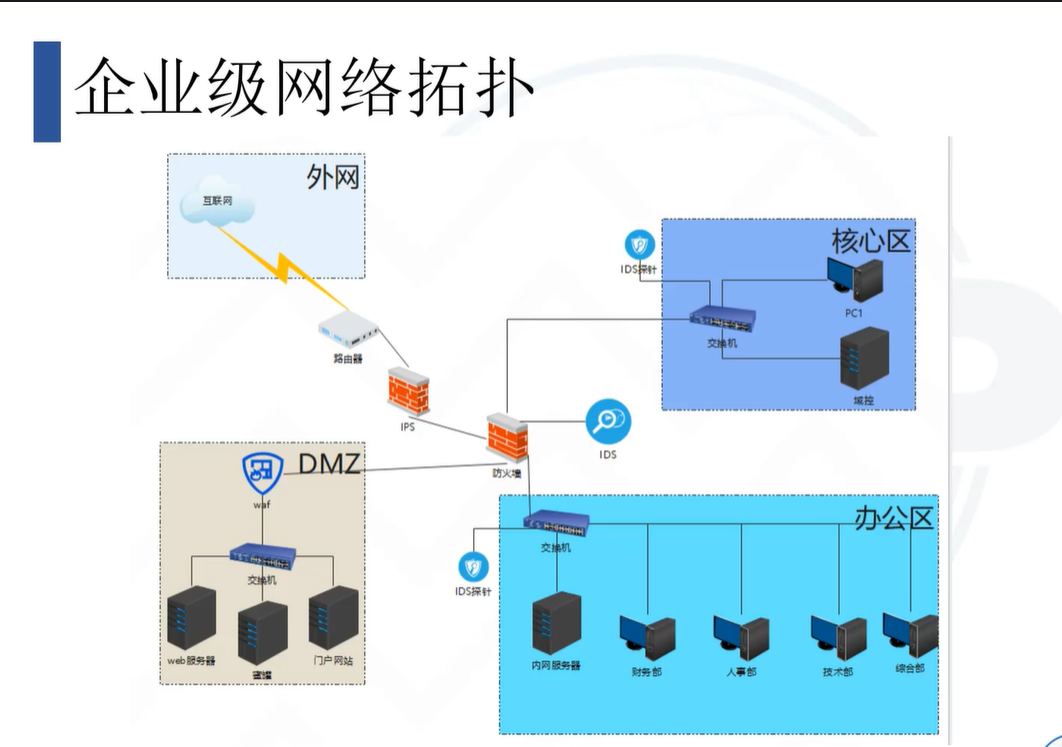 企业级网络拓扑
外网
互联网
路由器
IPS
防火墙
IDS
IDS探针
核心区
交换机
PC1
域控
DMZ
waf
交换机
web服务器
蜜罐
门户网站
办公区
交换机
IDS探针
内网服务器
财务部
人事部
技术部
综合部